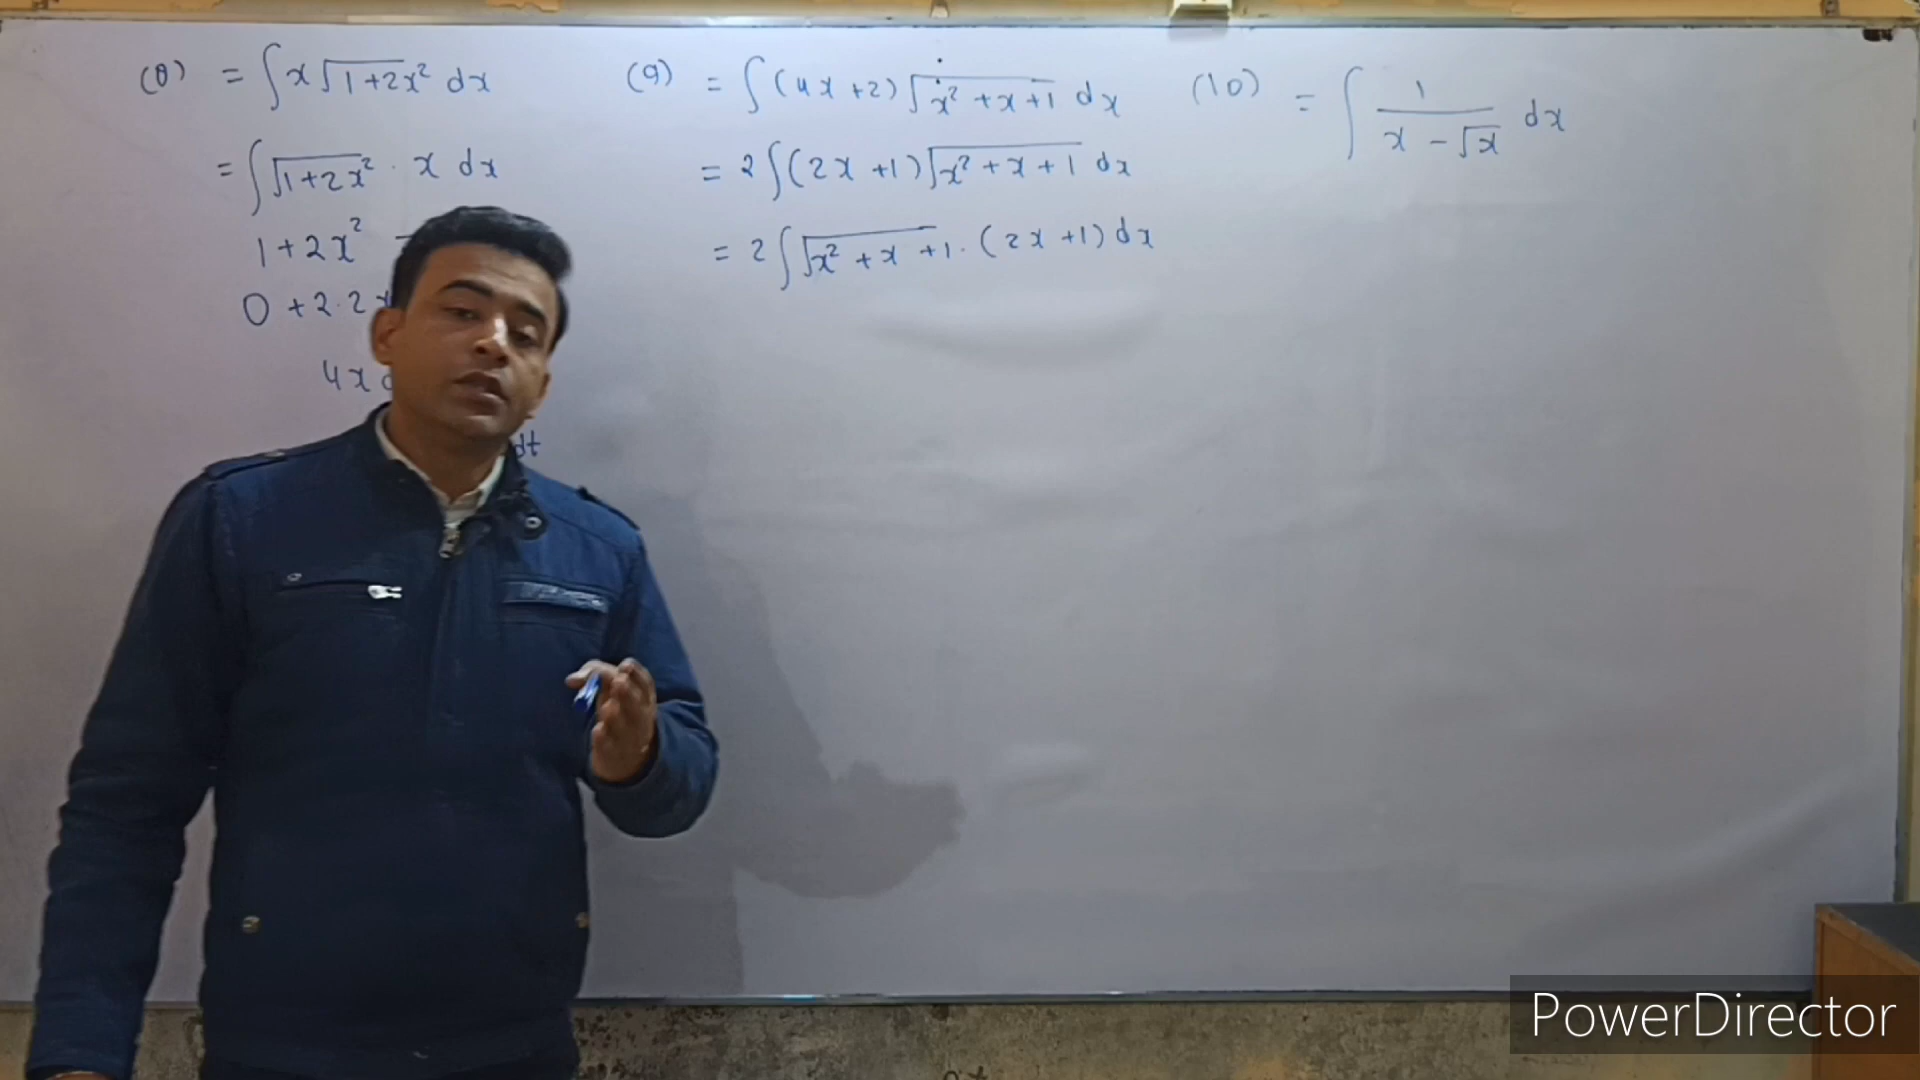 (8) = ∫ x √1+2x² dx
= ∫ √1+2x² · x dx
1+2x²
0 + 2·2x
4x d
dt
(9) = ∫ (4x+2) √x²+x+1 dx
= 2 ∫ (2x+1) √x²+x+1 dx
= 2 ∫ √x²+x+1 · (2x+1) dx
(10) = ∫ 1/(x-√x) dx
PowerDirector